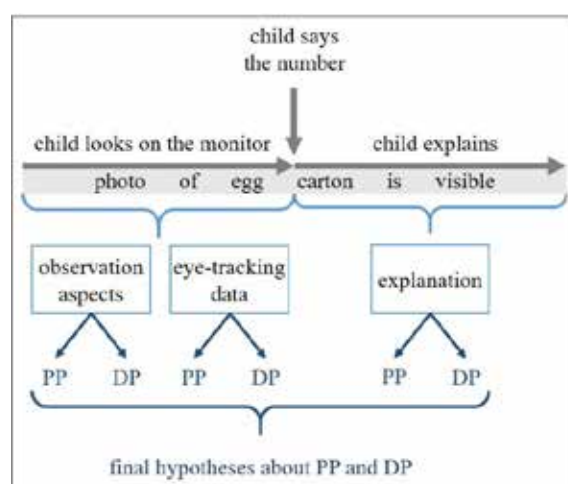 child says
the number
child looks on the monitor child explains
photo of egg carton is visible
observation
aspects
eye-tracking
data
explanation
PP DP PP DP PP DP
final hypotheses about PP and DP